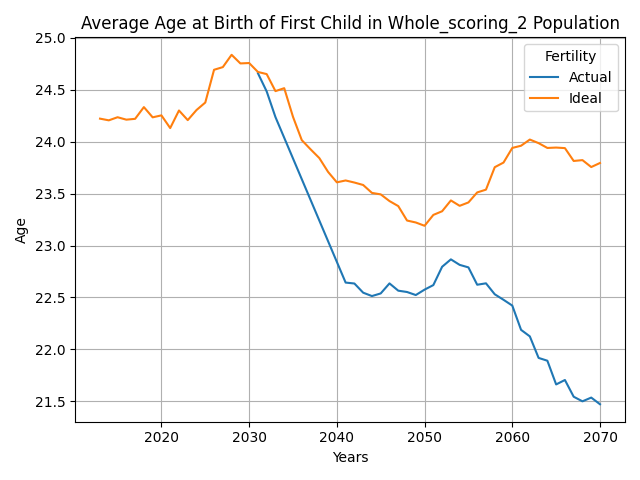 Average Age at Birth of First Child in Whole_scoring_2 Population
25.0
24.5
24.0
23.5
23.0
22.5
22.0
21.5
Age
Fertility
Actual
Ideal
2020 2030 2040 2050 2060 2070
Years